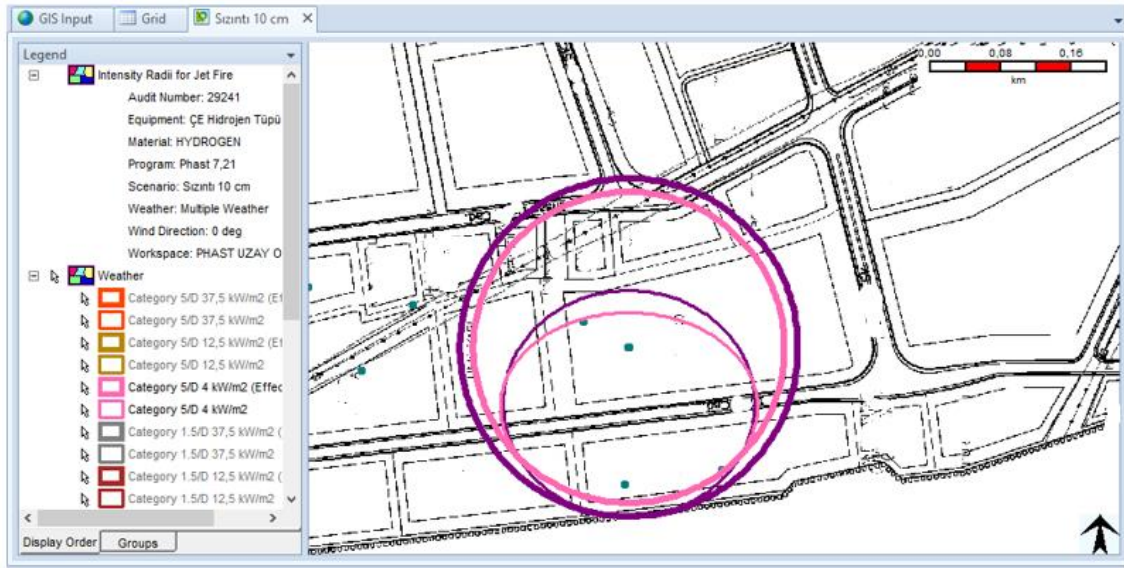 GIS Input
Grid
Sızıntı 10 cm
Legend
Intensity Radii for Jet Fire
Audit Number: 29241
Equipment: ÇE Hidrojen Tüpü
Material: HYDROGEN
Program: Phast 7,21
Scenario: Sızıntı 10 cm
Weather: Multiple Weather
Wind Direction: 0 deg
Workspace: PHAST UZAY O
Weather
Category 5/D 37,5 kW/m2 (Ef
Category 5/D 37,5 kW/m2
Category 5/D 12,5 kW/m2 (Ef
Category 5/D 12,5 kW/m2
Category 5/D 4 kW/m2 (Effec
Category 5/D 4 kW/m2
Category 1.5/D 37,5 kW/m2 (
Category 1.5/D 37,5 kW/m2
Category 1.5/D 12,5 kW/m2 (
Category 1.5/D 12,5 kW/m2
Display Order
Groups
0,00 0,08 0,16
km